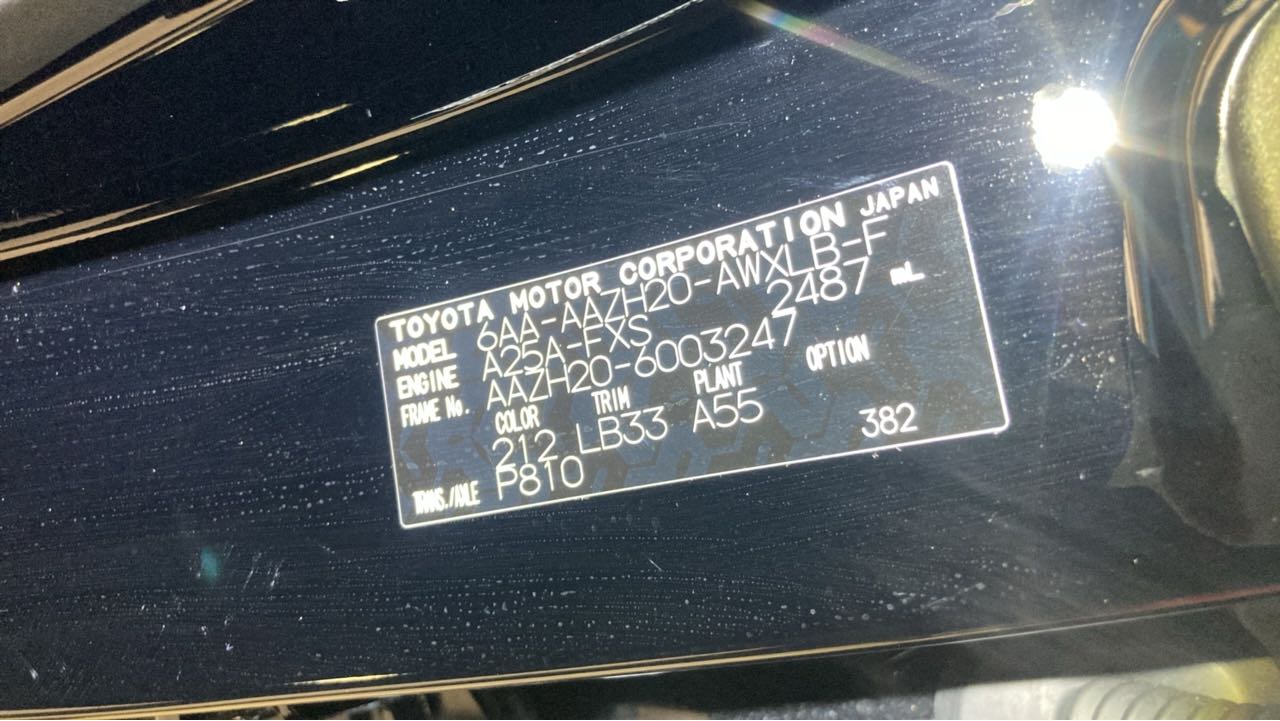 TOYOTA MOTOR CORPORATION JAPAN
MODEL 6AA-AAZH20-AWXLB-F
ENGINE A25A-FXS 2487 mL
FRAME No. AAZH20-6003247
COLOR TRIM PLANT OPTION
212 LB33 A55 382
TRANS./AXLE P810